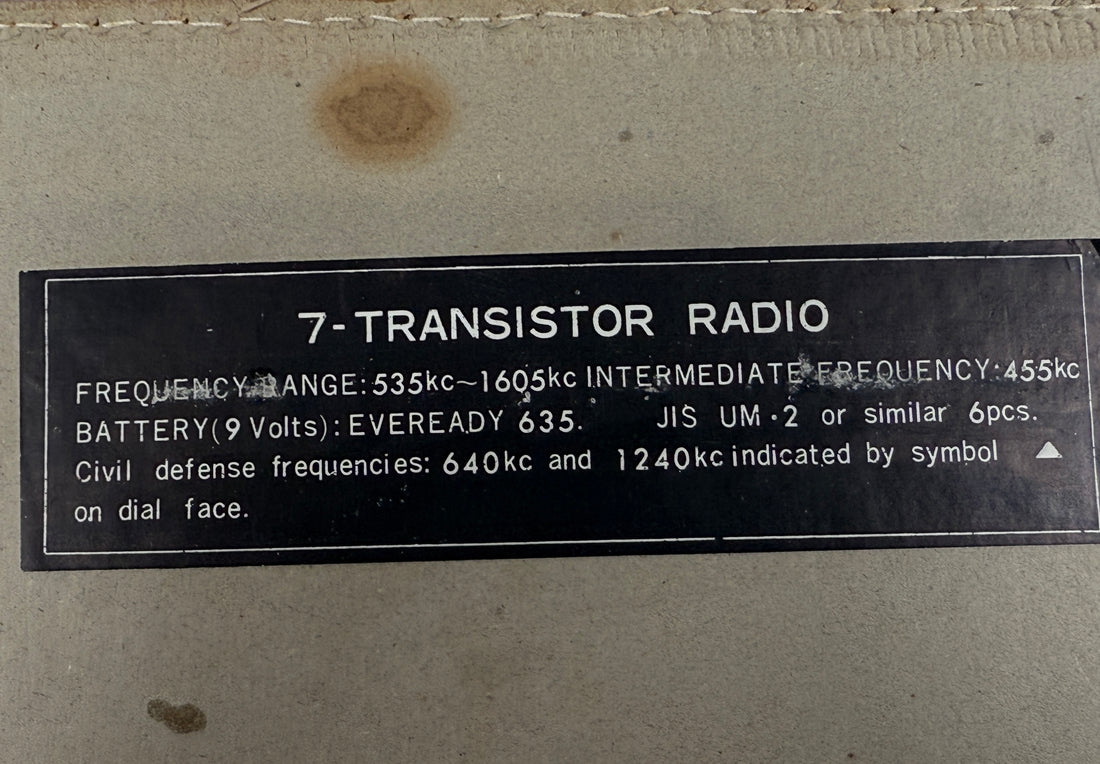 7-TRANSISTOR RADIO
FREQUENCY RANGE:535kc~1605kc INTERMEDIATE FREQUENCY:455kc
BATTERY(9 Volts):EVEREADY 635. JIS UM·2 or similar 6pcs.
Civil defense frequencies: 640kc and 1240kc indicated by symbol ▲
on dial face.